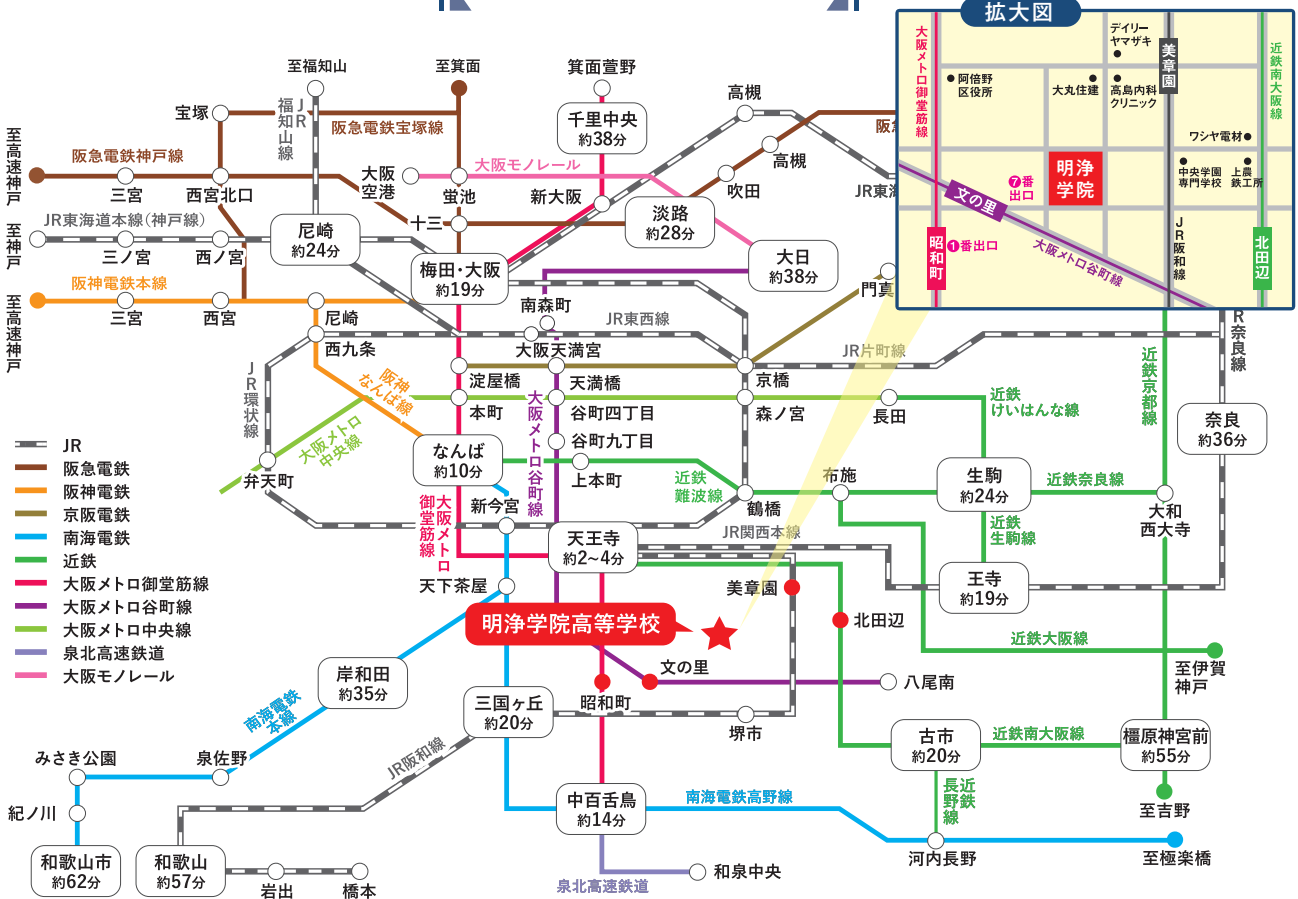 拡大図
デイリー
ヤマザキ
美章園
大阪メトロ御堂筋線
近鉄南大阪線
阿倍野
区役所
大丸住建
高島内科
クリニック
ワシヤ電材
明浄
学院
中央学園
専門学校
上農
鉄工所
❼番
出口
文の里
昭和町
❶番出口
大阪メトロ谷町線
JR阪和線
北田辺
至福知山
至箕面
箕面萱野
宝塚
JR
福知山線
阪急電鉄宝塚線
千里中央
約38分
高槻
阪急
至高速神戸
阪急電鉄神戸線
三宮
西宮北口
大阪
空港
大阪モノレール
蛍池
新大阪
吹田
高槻
JR東海
至神戸
JR東海道本線(神戸線)
三ノ宮
西ノ宮
尼崎
約24分
十三
淡路
約28分
梅田・大阪
約19分
大日
約38分
門真
至高速神戸
阪神電鉄本線
三宮
西宮
尼崎
南森町
JR東西線
西九条
大阪天満宮
JR環状線
阪神
なんば線
淀屋橋
天満橋
京橋
JR片町線
R奈良線
本町
大阪メトロ谷町線
谷町四丁目
森ノ宮
長田
近鉄
けいはんな線
近鉄京都線
奈良
約36分
大阪メトロ
中央線
弁天町
なんば
約10分
谷町九丁目
上本町
近鉄
難波線
鶴橋
布施
生駒
約24分
近鉄奈良線
大和
西大寺
近鉄
生駒線
新今宮
大阪メトロ
御堂筋線
天王寺
約2~4分
JR関西本線
王寺
約19分
天下茶屋
美章園
北田辺
明浄学院高等学校
近鉄大阪線
至伊賀
神戸
文の里
八尾南
昭和町
岸和田
約35分
南海電鉄
本線
三国ヶ丘
約20分
堺市
古市
約20分
近鉄南大阪線
橿原神宮前
約55分
みさき公園
泉佐野
JR阪和線
紀ノ川
中百舌鳥
約14分
南海電鉄高野線
近鉄
長野線
至吉野
河内長野
至極楽橋
和歌山市
約62分
和歌山
約57分
岩出
橋本
泉北高速鉄道
和泉中央
JR
阪急電鉄
阪神電鉄
京阪電鉄
南海電鉄
近鉄
大阪メトロ御堂筋線
大阪メトロ谷町線
大阪メトロ中央線
泉北高速鉄道
大阪モノレール